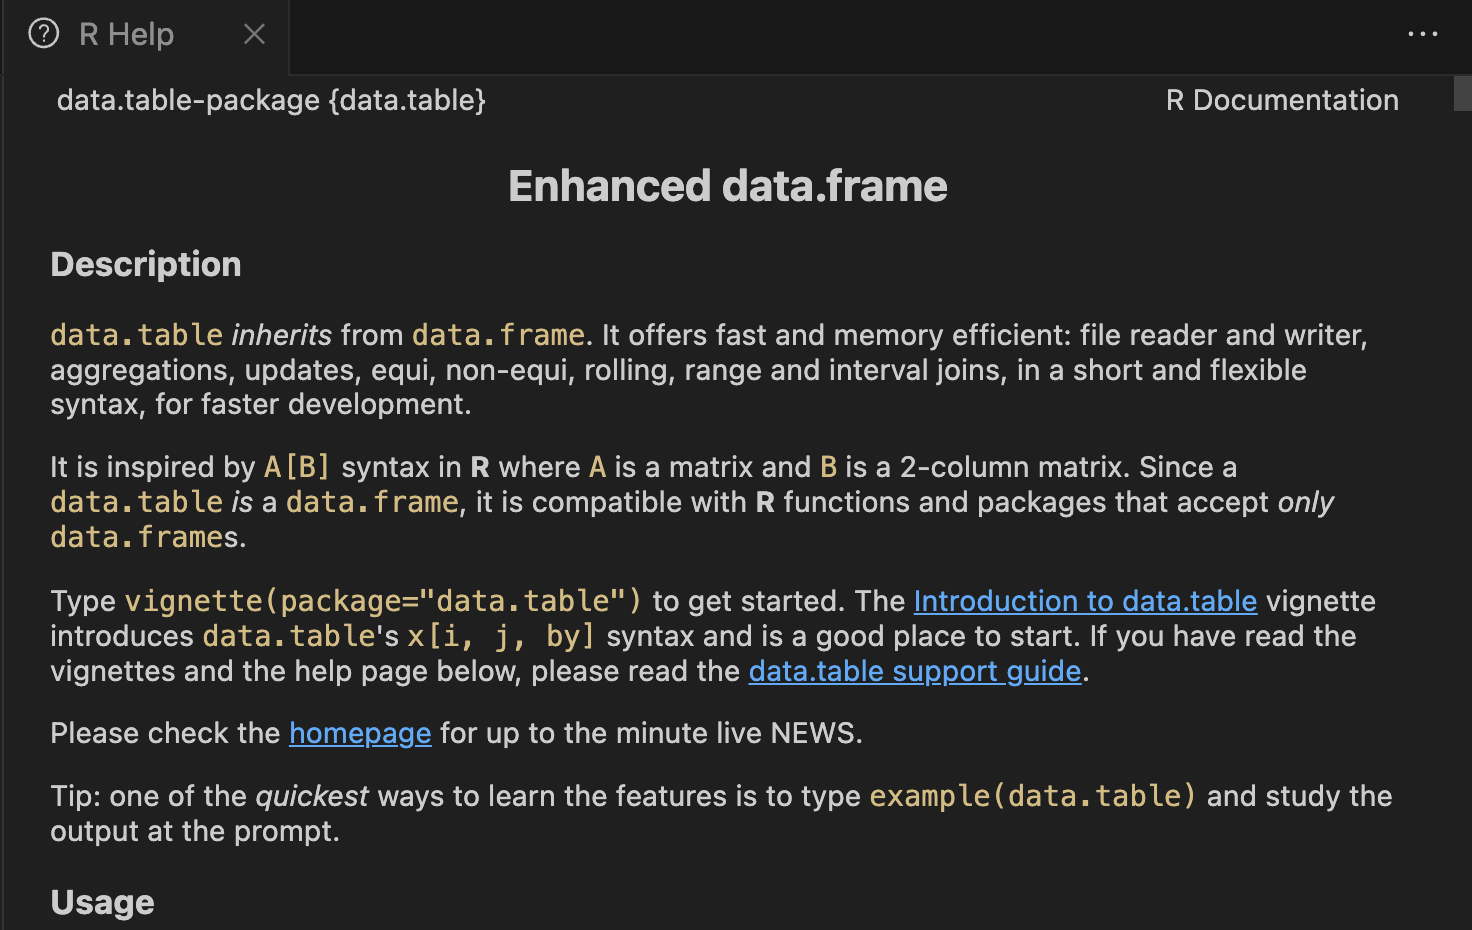 R Help
data.table-package {data.table}
R Documentation
Enhanced data.frame
Description
data.table inherits from data.frame. It offers fast and memory efficient: file reader and writer,
aggregations, updates, equi, non-equi, rolling, range and interval joins, in a short and flexible
syntax, for faster development.
It is inspired by A[B] syntax in R where A is a matrix and B is a 2-column matrix. Since a
data.table is a data.frame, it is compatible with R functions and packages that accept only
data.frames.
Type vignette(package="data.table") to get started. The Introduction to data.table vignette
introduces data.table's x[i, j, by] syntax and is a good place to start. If you have read the
vignettes and the help page below, please read the data.table support guide.
Please check the homepage for up to the minute live NEWS.
Tip: one of the quickest ways to learn the features is to type example(data.table) and study the
output at the prompt.
Usage